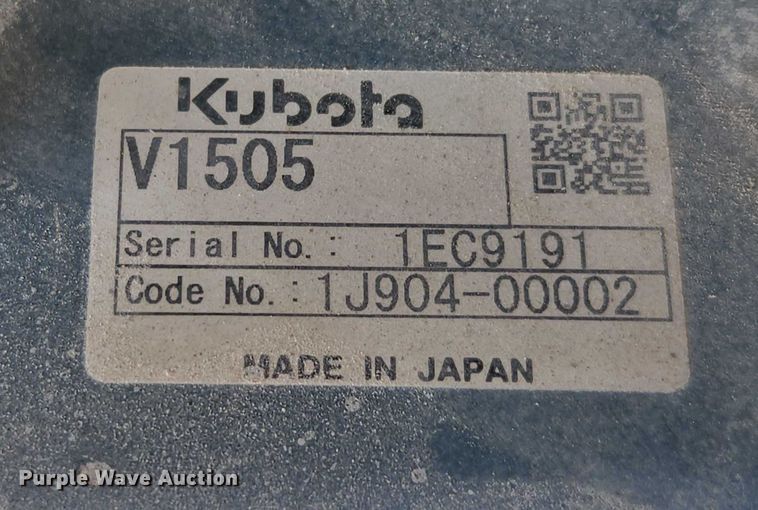 Kubota
V1505
Serial No.: 1EC9191
Code No.: 1J904-00002
MADE IN JAPAN
Purple Wave Auction